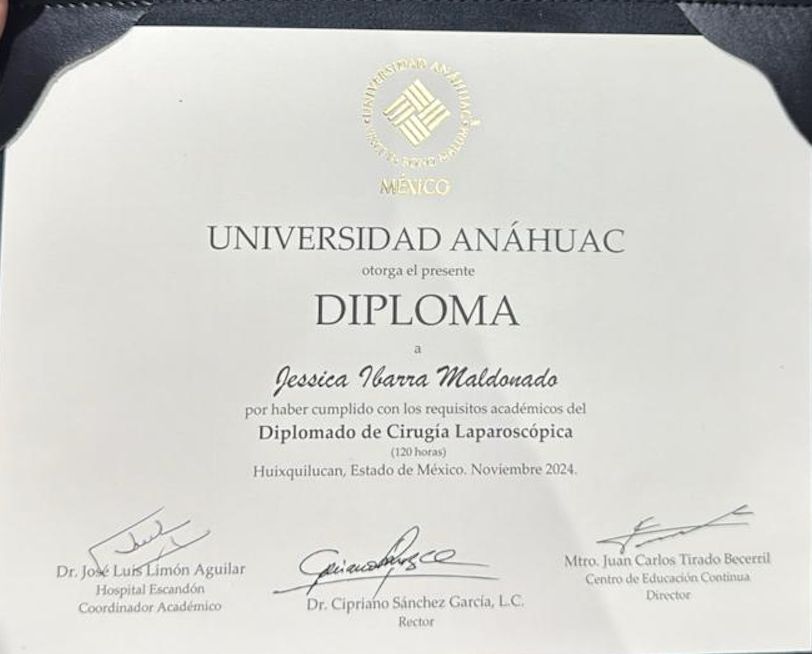 UNIVERSIDAD ANÁHUAC
MÉXICO
UNIVERSIDAD ANÁHUAC
otorga el presente
DIPLOMA
a
Jessica Ibarra Maldonado
por haber cumplido con los requisitos académicos del
Diplomado de Cirugía Laparoscópica
(120 horas)
Huixquilucan, Estado de México. Noviembre 2024.
Dr. José Luis Limón Aguilar
Hospital Escandón
Coordinador Académico
Dr. Cipriano Sánchez García, L.C.
Rector
Mtro. Juan Carlos Tirado Becerril
Centro de Educación Continua
Director